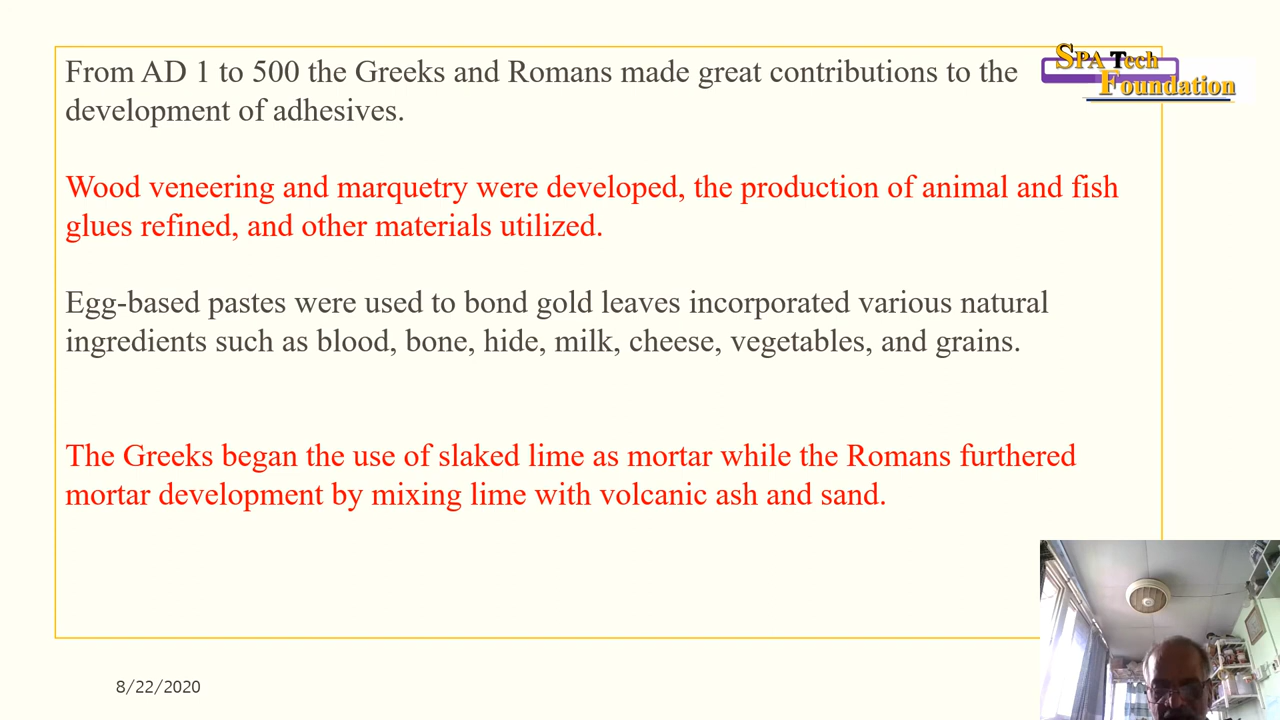 From AD 1 to 500 the Greeks and Romans made great contributions to the
development of adhesives.
SPA Tech
Foundation
Wood veneering and marquetry were developed, the production of animal and fish
glues refined, and other materials utilized.
Egg-based pastes were used to bond gold leaves incorporated various natural
ingredients such as blood, bone, hide, milk, cheese, vegetables, and grains.
The Greeks began the use of slaked lime as mortar while the Romans furthered
mortar development by mixing lime with volcanic ash and sand.
8/22/2020